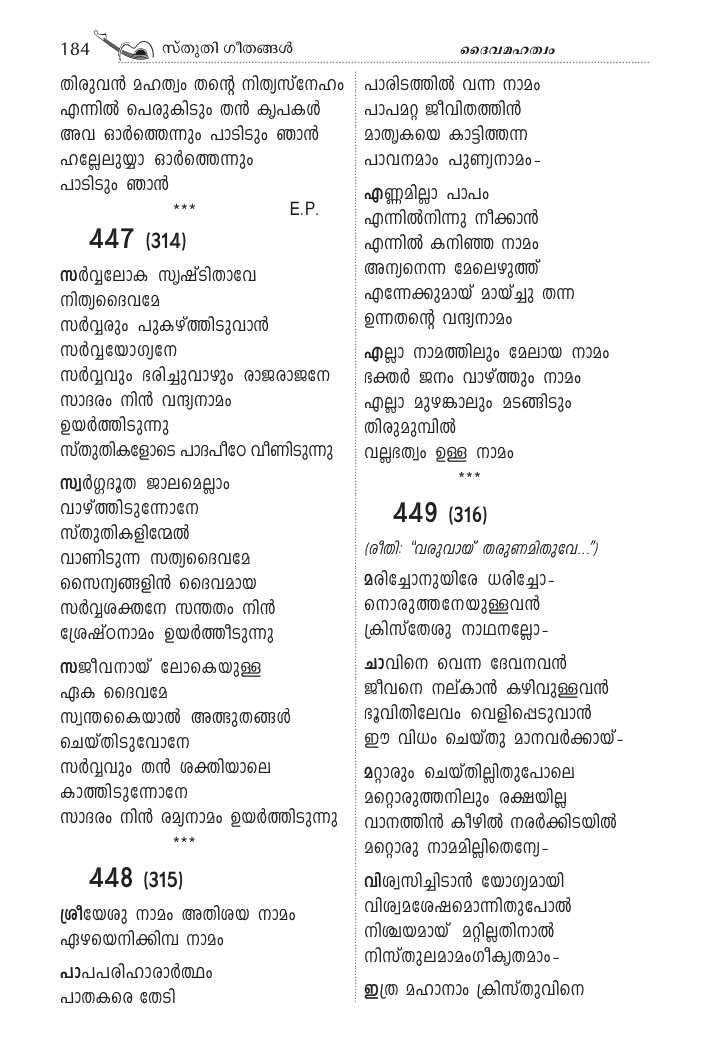 184 സ്തുതി ഗീതങ്ങൾ ദൈവമഹത്വം
തിരുവൻ മഹത്വം തന്റെ നിത്യസ്നേഹം
എന്നിൽ പെരുകിടും തൻ കൃപകൾ
അവ ഓർത്തെന്നും പാടിടും ഞാൻ
ഹല്ലേലുയ്യാ ഓർത്തെന്നും
പാടിടും ഞാൻ
*** E.P.
447 (314)
സർവ്വലോക സൃഷ്ടിതാവേ
നിത്യദൈവമേ
സർവ്വരും പുകഴ്ത്തിടുവാൻ
സർവ്വയോഗ്യനേ
സർവ്വവും ഭരിച്ചുവാഴും രാജരാജനേ
സാദരം നിൻ വന്ദ്യനാമം
ഉയർത്തിടുന്നു
സ്തുതികളോടെ പാദപീഠേ വീണിടുന്നു
സ്വർഗ്ഗദൂത ജാലമെല്ലാം
വാഴ്ത്തിടുന്നോനേ
സ്തുതികളിന്മേൽ
വാണിടുന്ന സത്യദൈവമേ
സൈന്യങ്ങളിൻ ദൈവമായ
സർവ്വശക്തനേ സന്തതം നിൻ
ശ്രേഷ്ഠനാമം ഉയർത്തീടുന്നു
സജീവനായ് ലോകെയുള്ള
ഏക ദൈവമേ
സ്വന്തകൈയാൽ അത്ഭുതങ്ങൾ
ചെയ്തിടുവോനേ
സർവ്വവും തൻ ശക്തിയാലെ
കാത്തിടുന്നോനേ
സാദരം നിൻ രമ്യനാമം ഉയർത്തിടുന്നു
***
448 (315)
ശ്രീയേശു നാമം അതിശയ നാമം
ഏഴയെനിക്കിമ്പ നാമം
പാപപരിഹാരാർത്ഥം
പാതകരെ തേടി
പാരിടത്തിൽ വന്ന നാമം
പാപമറ്റ ജീവിതത്തിൻ
മാതൃകയെ കാട്ടിത്തന്ന
പാവനമാം പുണ്യനാമം-
എണ്ണമില്ലാ പാപം
എന്നിൽനിന്നു നീക്കാൻ
എന്നിൽ കനിഞ്ഞ നാമം
അന്യനെന്ന മേലെഴുത്ത്
എന്നേക്കുമായ് മായ്ച്ചു തന്ന
ഉന്നതന്റെ വന്ദ്യനാമം
എല്ലാ നാമത്തിലും മേലായ നാമം
ഭക്തർ ജനം വാഴ്ത്തും നാമം
എല്ലാ മുഴങ്കാലും മടങ്ങിടും
തിരുമുമ്പിൽ
വല്ലഭത്വം ഉള്ള നാമം
***
449 (316)
(രീതി: "വരുവായ് തരുണമിതുവേ...")
മരിച്ചോനുയിരേ ധരിച്ചോ-
നൊരുത്തനേയുള്ളവൻ
ക്രിസ്തേശു നാഥനല്ലോ-
ചാവിനെ വെന്ന ദേവനവൻ
ജീവനെ നല്കാൻ കഴിവുള്ളവൻ
ഭൂവിതിലേവം വെളിപ്പെടുവാൻ
ഈ വിധം ചെയ്തു മാനവർക്കായ്-
മറ്റാരും ചെയ്തില്ലിതുപോലെ
മറ്റൊരുത്തനിലും രക്ഷയില്ല
വാനത്തിൻ കീഴിൽ നരർക്കിടയിൽ
മറ്റൊരു നാമമില്ലിതെന്യേ-
വിശ്വസിച്ചിടാൻ യോഗ്യമായി
വിശ്വമശേഷമൊന്നിതുപോൽ
നിശ്ചയമായ് മറ്റില്ലതിനാൽ
നിസ്തുലമാമംഗീകൃതമാം-
ഇത്ര മഹാനാം ക്രിസ്തുവിനെ